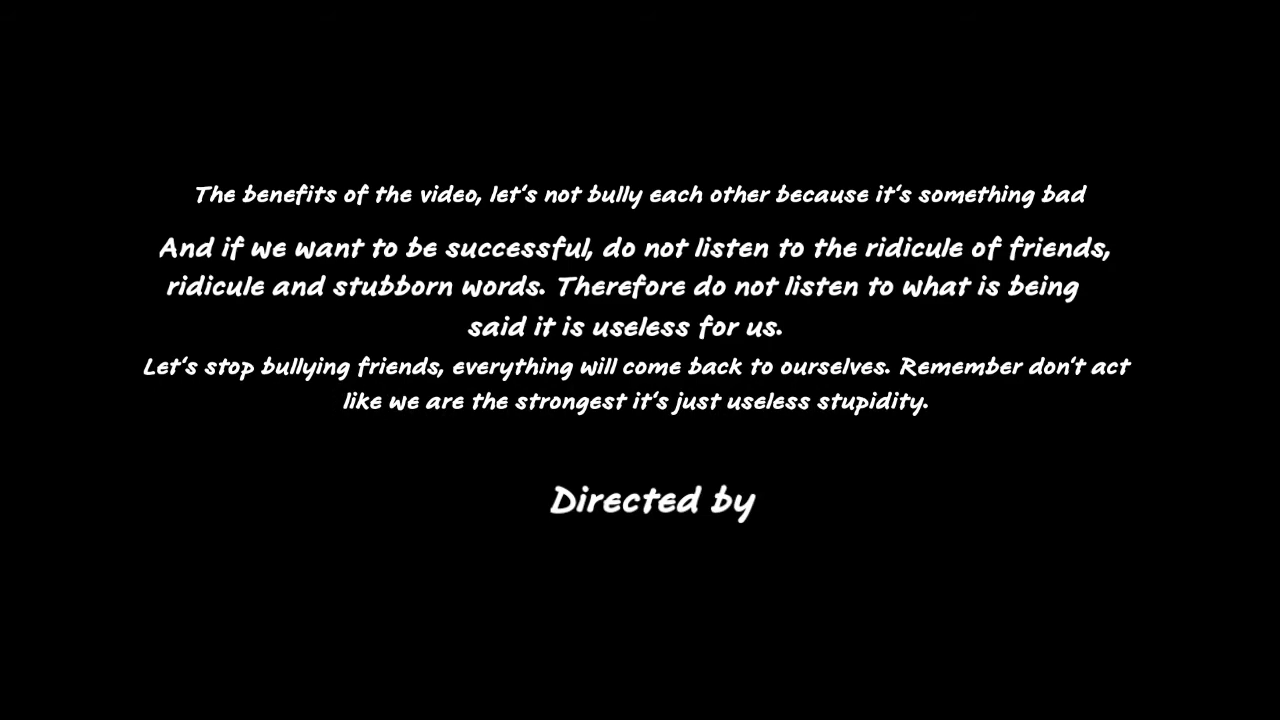 The benefits of the video, let's not bully each other because it's something bad
And if we want to be successful, do not listen to the ridicule of friends,
ridicule and stubborn words. Therefore do not listen to what is being
said it is useless for us.
Let's stop bullying friends, everything will come back to ourselves. Remember don't act
like we are the strongest it's just useless stupidity.
Directed by